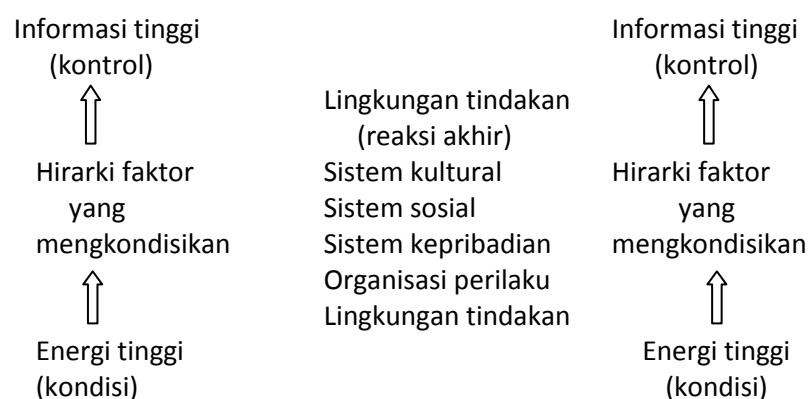 Informasi tinggi
(kontrol)
Hirarki faktor
yang
mengkondisikan
Energi tinggi
(kondisi)
Lingkungan tindakan
(reaksi akhir)
Sistem kultural
Sistem sosial
Sistem kepribadian
Organisasi perilaku
Lingkungan tindakan
Informasi tinggi
(kontrol)
Hirarki faktor
yang
mengkondisikan
Energi tinggi
(kondisi)